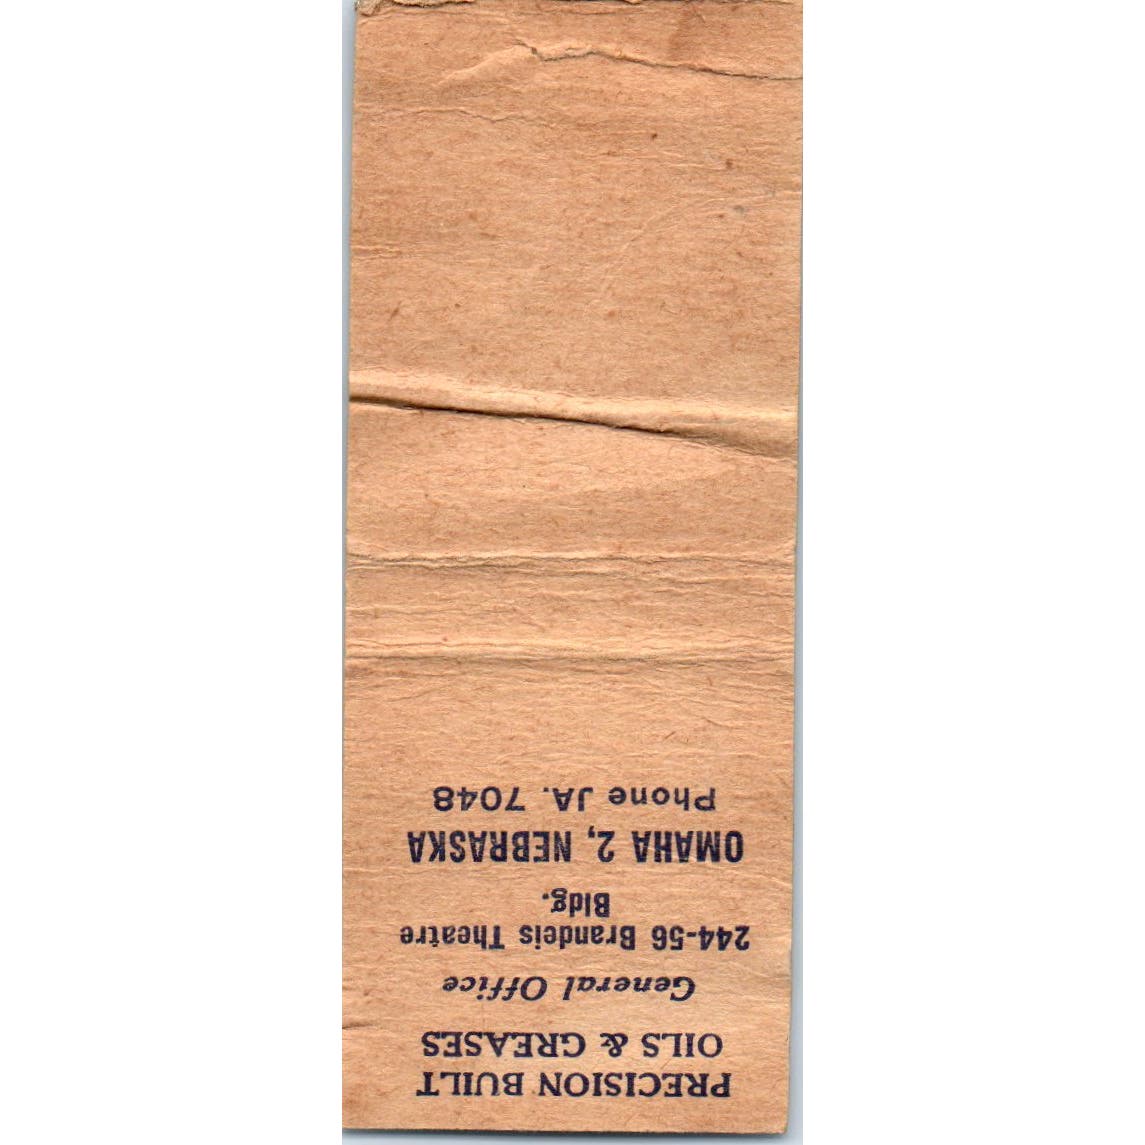 PRECISION BUILT
OILS & GREASES
General Office
244-56 Brandeis Theatre
Bldg.
OMAHA 2, NEBRASKA
Phone JA. 7048